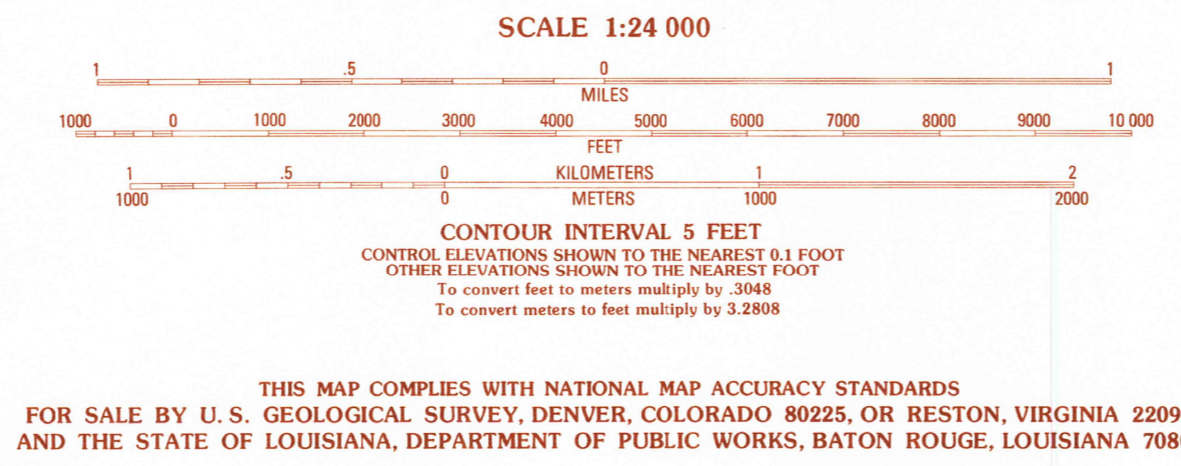 SCALE 1:24 000
1 .5 0 1
MILES
1000 0 1000 2000 3000 4000 5000 6000 7000 8000 9000 10 000
FEET
1 .5 0 KILOMETERS 1 2
1000 0 METERS 1000 2000
CONTOUR INTERVAL 5 FEET
CONTROL ELEVATIONS SHOWN TO THE NEAREST 0.1 FOOT
OTHER ELEVATIONS SHOWN TO THE NEAREST FOOT
To convert feet to meters multiply by .3048
To convert meters to feet multiply by 3.2808
THIS MAP COMPLIES WITH NATIONAL MAP ACCURACY STANDARDS
FOR SALE BY U. S. GEOLOGICAL SURVEY, DENVER, COLORADO 80225, OR RESTON, VIRGINIA 2209
AND THE STATE OF LOUISIANA, DEPARTMENT OF PUBLIC WORKS, BATON ROUGE, LOUISIANA